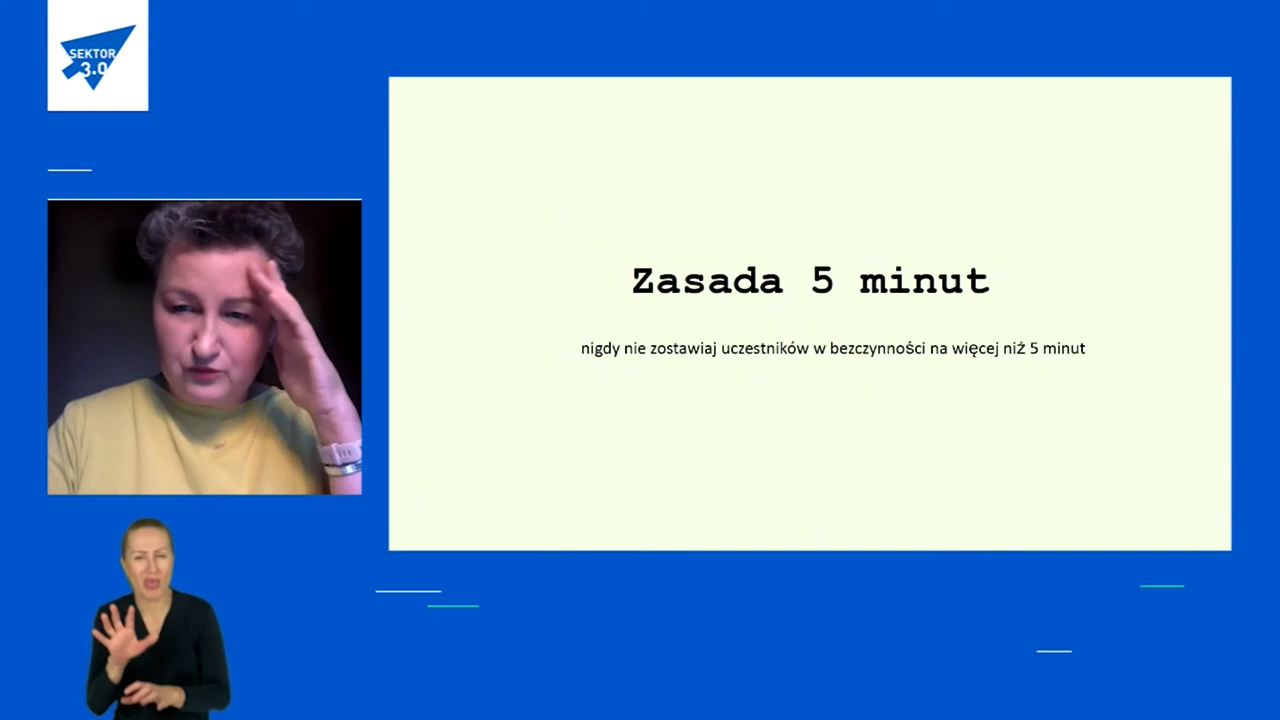 SEKTOR
3.0
Zasada 5 minut
nigdy nie zostawiaj uczestników w bezczynności na więcej niż 5 minut